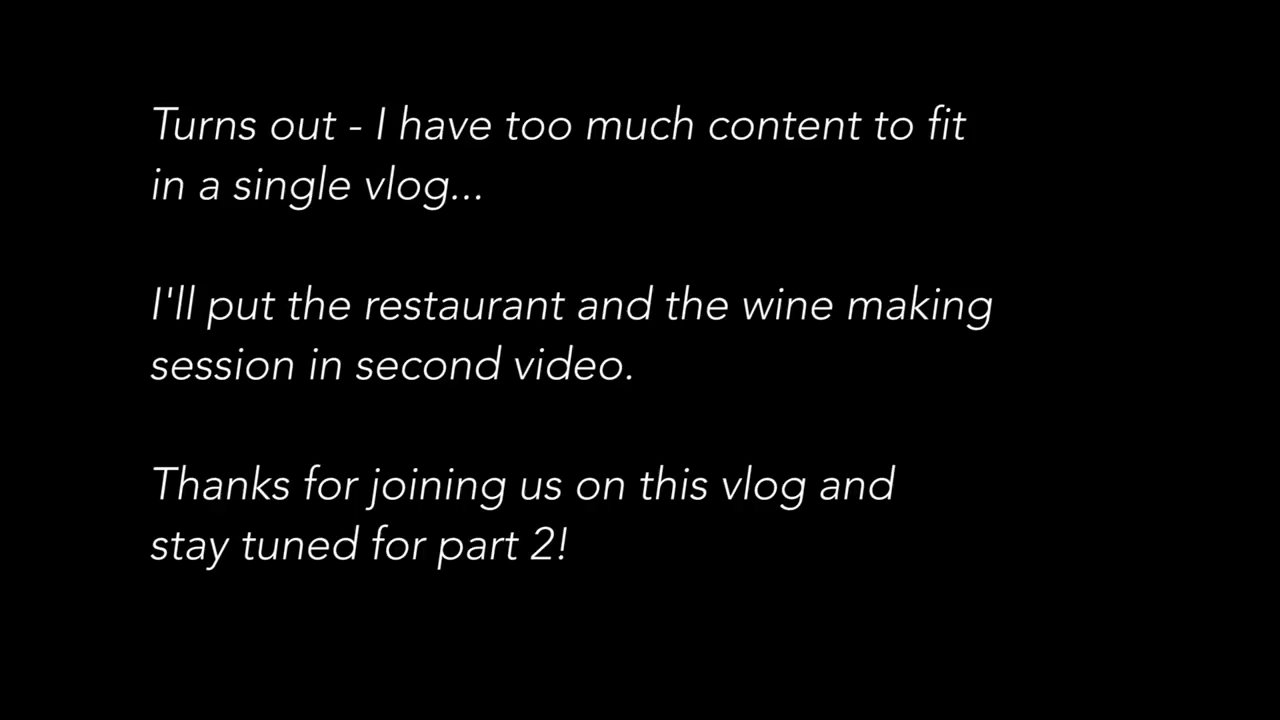 Turns out - I have too much content to fit
in a single vlog...
I'll put the restaurant and the wine making
session in second video.
Thanks for joining us on this vlog and
stay tuned for part 2!